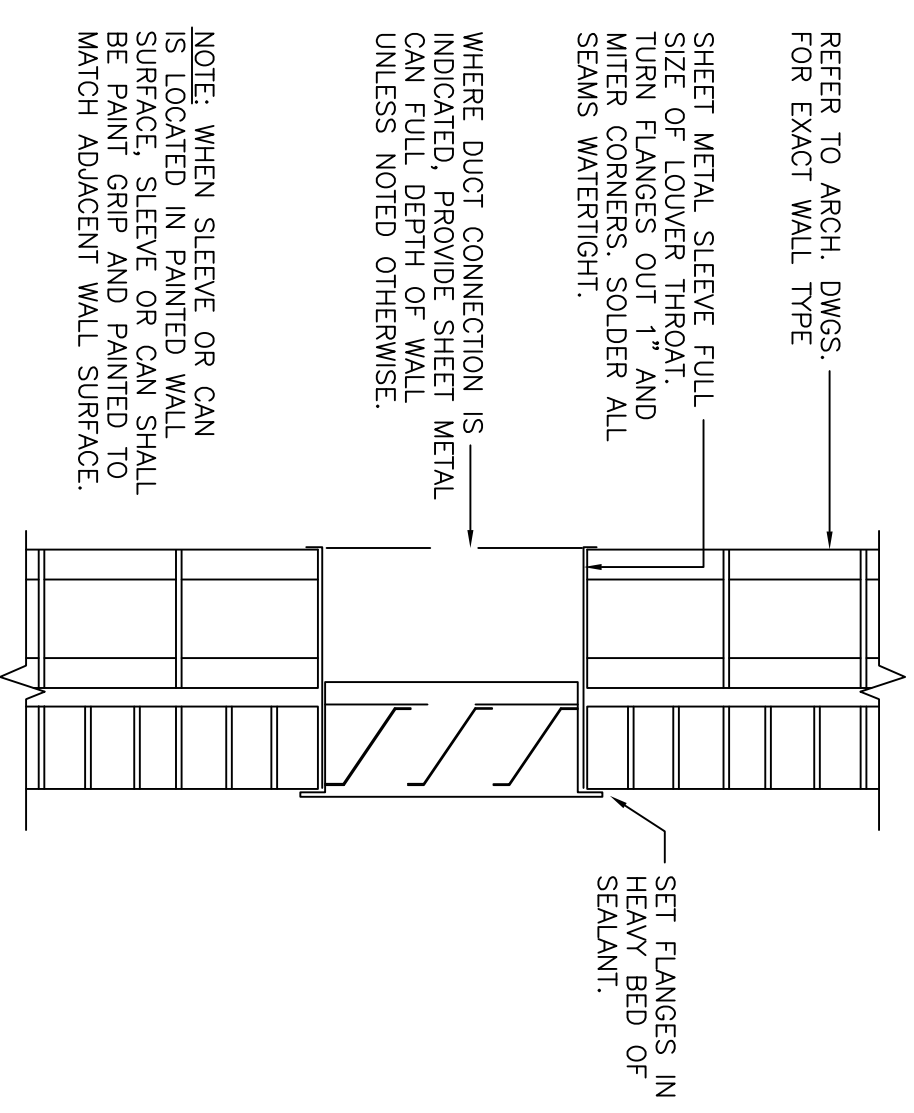 REFER TO ARCH. DWGS.
FOR EXACT WALL TYPE
SHEET METAL SLEEVE FULL
SIZE OF LOUVER THROAT.
TURN FLANGES OUT 1" AND
MITER CORNERS. SOLDER ALL
SEAMS WATERTIGHT.
WHERE DUCT CONNECTION IS
INDICATED, PROVIDE SHEET METAL
CAN FULL DEPTH OF WALL
UNLESS NOTED OTHERWISE.
NOTE: WHEN SLEEVE OR CAN
IS LOCATED IN PAINTED WALL
SURFACE, SLEEVE OR CAN SHALL
BE PAINT GRIP AND PAINTED TO
MATCH ADJACENT WALL SURFACE.
SET FLANGES IN
HEAVY BED OF
SEALANT.